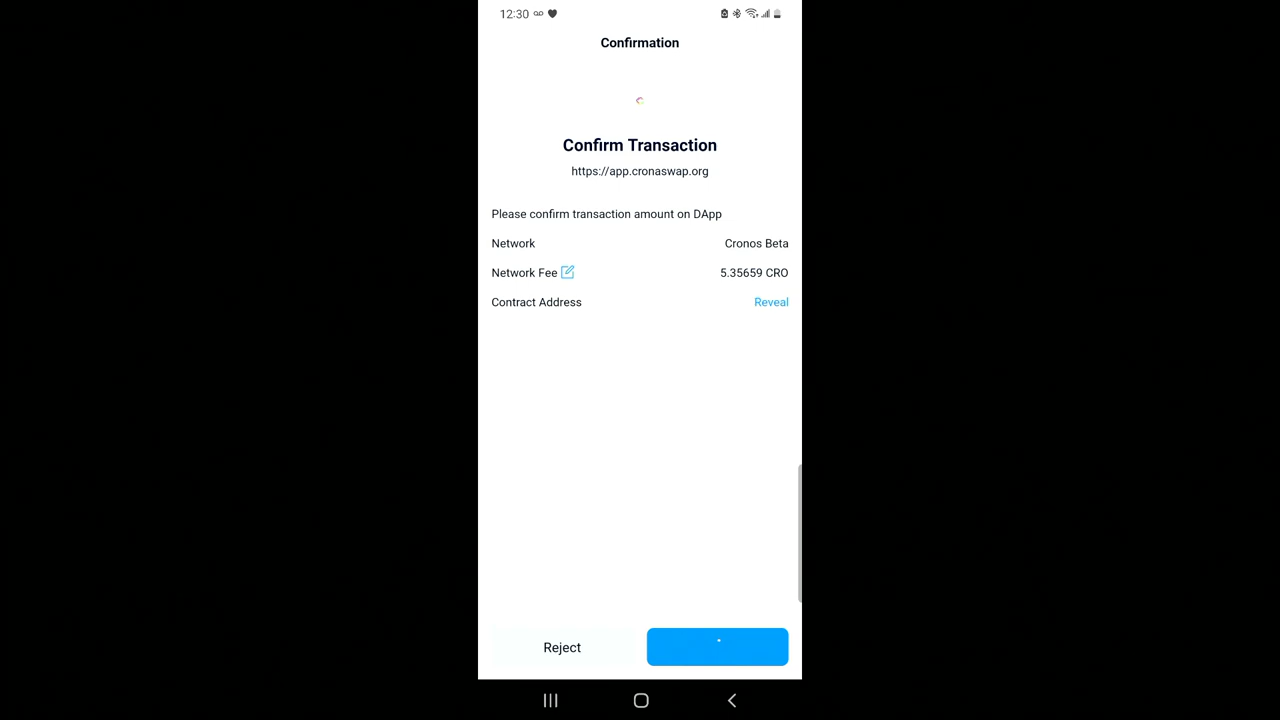 12:30
Confirmation
Confirm Transaction
https://app.cronaswap.org
Please confirm transaction amount on DApp
Network Cronos Beta
Network Fee 5.35659 CRO
Contract Address Reveal
Reject